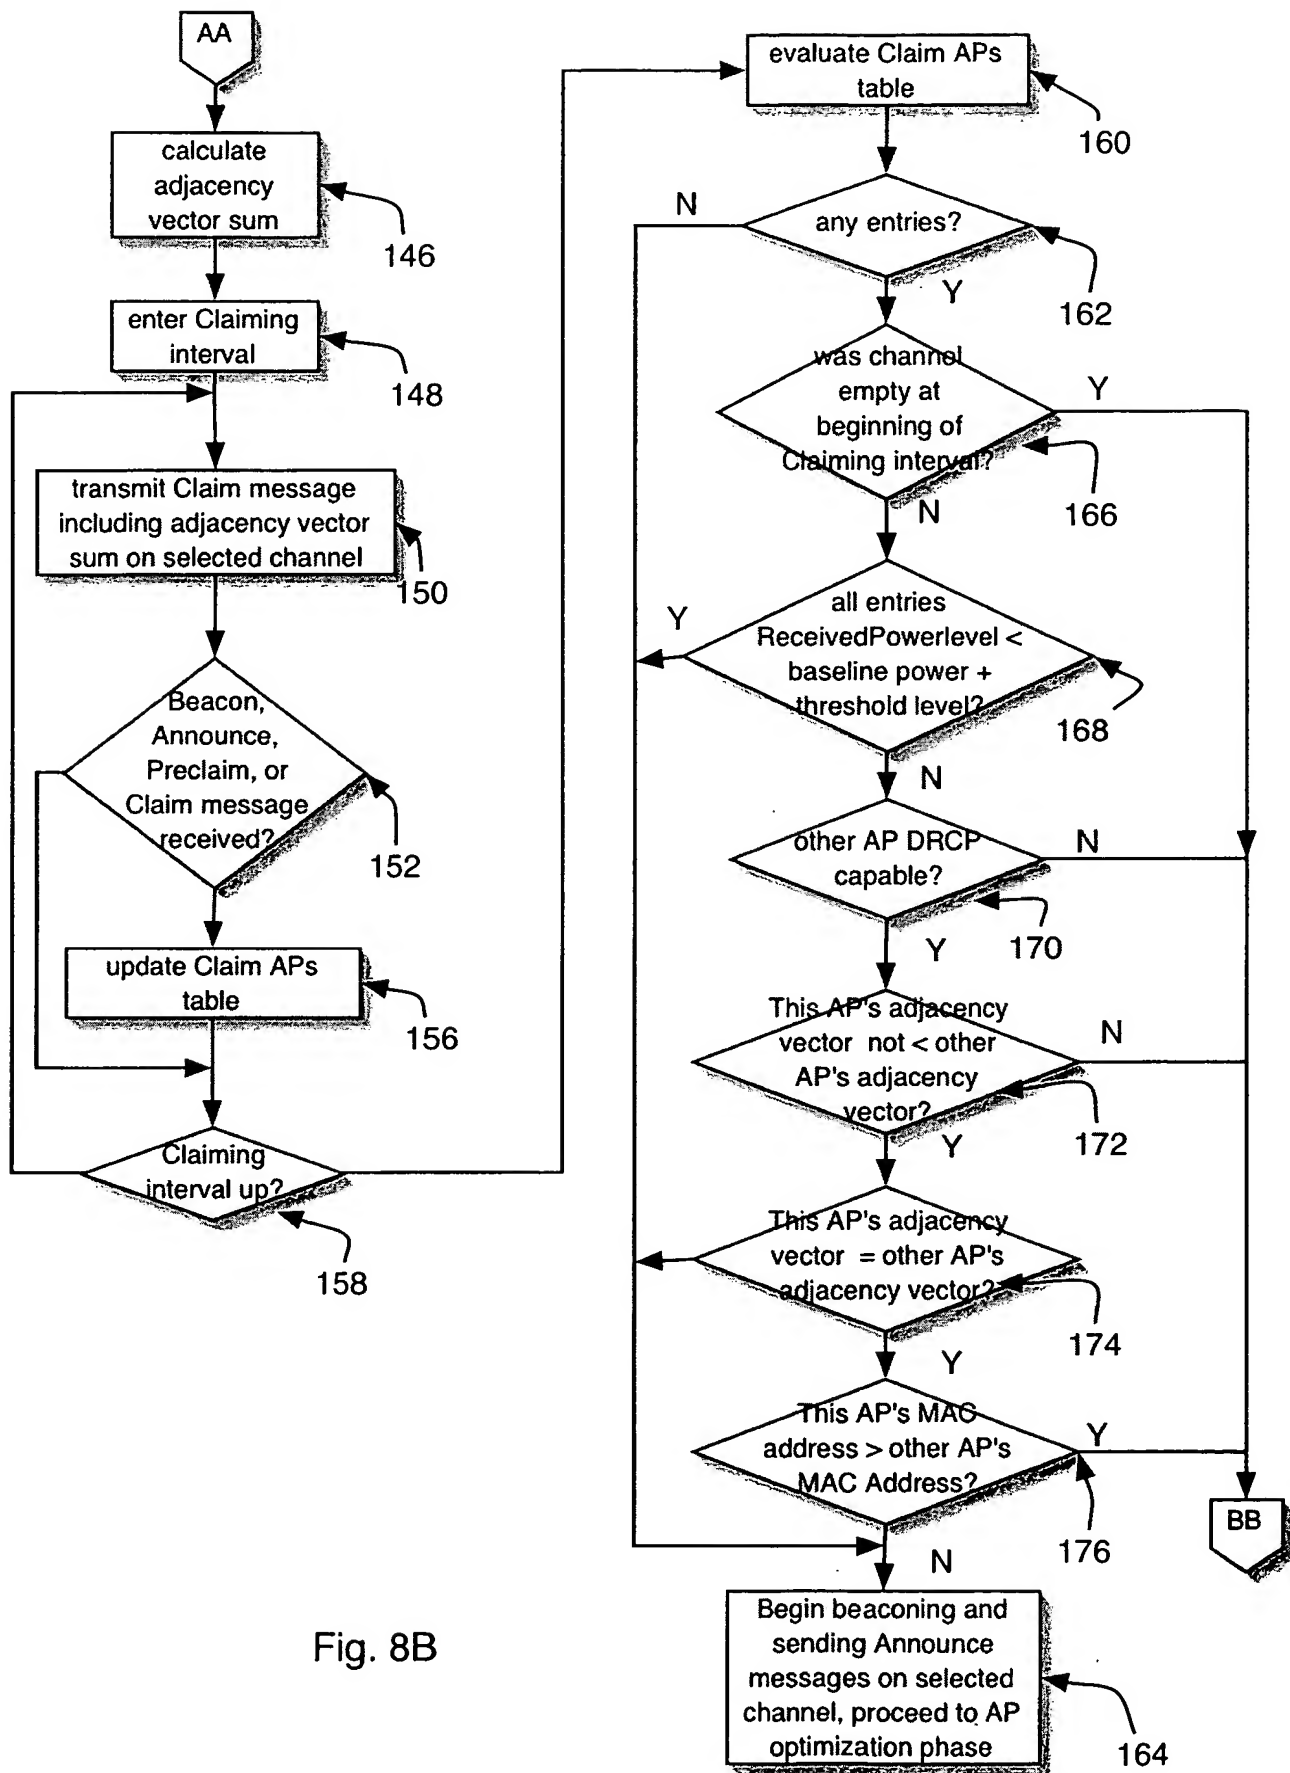 AA
calculate
adjacency
vector sum
146
enter Claiming
interval
148
transmit Claim message
including adjacency vector
sum on selected channel
150
Beacon,
Announce,
Preclaim, or
Claim message
received?
152
update Claim APs
table
156
Claiming
interval up?
158
evaluate Claim APs
table
160
any entries?
N
Y
162
was channel
empty at
beginning of
Claiming interval?
Y
N
166
all entries
ReceivedPowerlevel <
baseline power +
threshold level?
Y
N
168
other AP DRCP
capable?
N
Y
170
This AP's adjacency
vector not < other
AP's adjacency
vector?
N
Y
172
This AP's adjacency
vector = other AP's
adjacency vector?
Y
174
This AP's MAC
address > other AP's
MAC Address?
Y
N
176
BB
Begin beaconing and
sending Announce
messages on selected
channel, proceed to AP
optimization phase
164
Fig. 8B